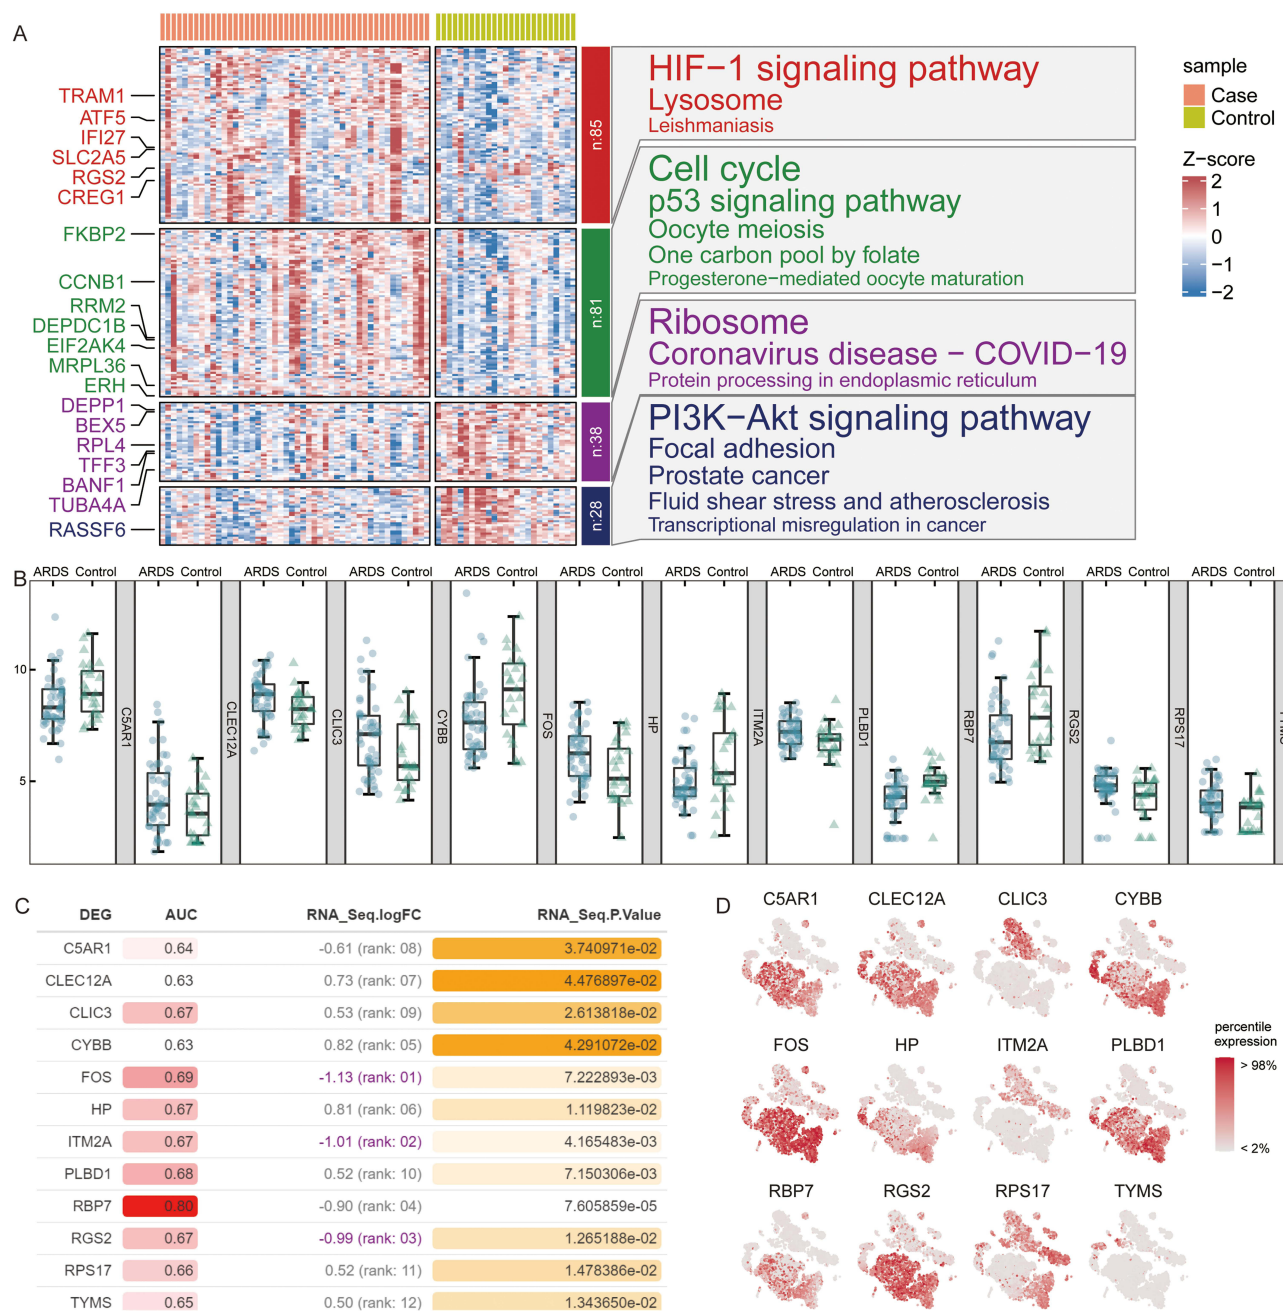 A
TRAM1
ATF5
IFI27
SLC2A5
RGS2
CREG1
FKBP2
CCNB1
RRM2
DEPDC1B
EIF2AK4
MRPL36
ERH
DEPP1
BEX5
RPL4
TFF3
BANF1
TUBA4A
RASSF6
n:85
n:81
n:38
n:28
HIF−1 signaling pathway
Lysosome
Leishmaniasis
Cell cycle
p53 signaling pathway
Oocyte meiosis
One carbon pool by folate
Progesterone−mediated oocyte maturation
Ribosome
Coronavirus disease − COVID−19
Protein processing in endoplasmic reticulum
PI3K−Akt signaling pathway
Focal adhesion
Prostate cancer
Fluid shear stress and atherosclerosis
Transcriptional misregulation in cancer
sample
Case
Control
Z−score
2
1
0
−1
−2
B
ARDS Control ARDS Control ARDS Control ARDS Control ARDS Control ARDS Control ARDS Control ARDS Control ARDS Control ARDS Control ARDS Control ARDS Control
10
5
C5AR1
CLEC12A
CLIC3
CYBB
FOS
HP
ITM2A
PLBD1
RBP7
RGS2
RPS17
C
DEG AUC RNA_Seq.logFC RNA_Seq.P.Value
C5AR1 0.64 -0.61 (rank: 08) 3.740971e-02
CLEC12A 0.63 0.73 (rank: 07) 4.476897e-02
CLIC3 0.67 0.53 (rank: 09) 2.613818e-02
CYBB 0.63 0.82 (rank: 05) 4.291072e-02
FOS 0.69 -1.13 (rank: 01) 7.222893e-03
HP 0.67 0.81 (rank: 06) 1.119823e-02
ITM2A 0.67 -1.01 (rank: 02) 4.165483e-03
PLBD1 0.68 0.52 (rank: 10) 7.150306e-03
RBP7 0.80 -0.90 (rank: 04) 7.605859e-05
RGS2 0.67 -0.99 (rank: 03) 1.265188e-02
RPS17 0.66 0.52 (rank: 11) 1.478386e-02
TYMS 0.65 0.50 (rank: 12) 1.343650e-02
D
C5AR1 CLEC12A CLIC3 CYBB
FOS HP ITM2A PLBD1
RBP7 RGS2 RPS17 TYMS
percentile
expression
> 98%
< 2%